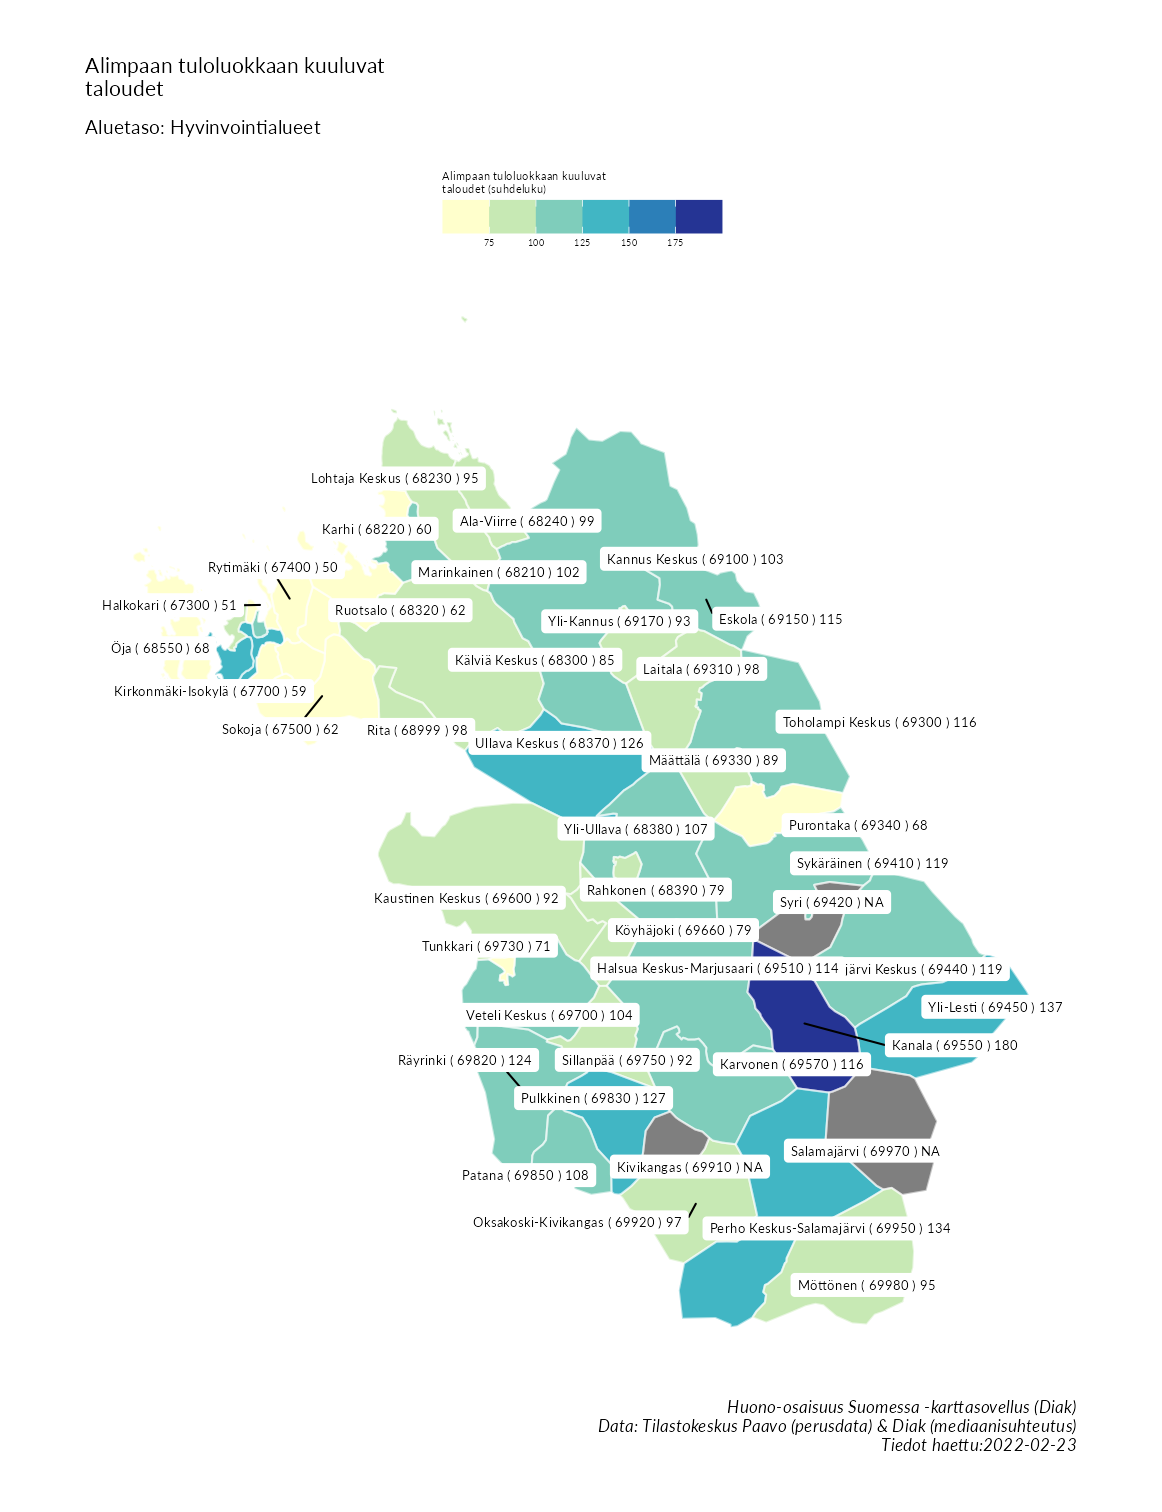 Alimpaan tuloluokkaan kuuluvat
taloudet
Aluetaso: Hyvinvointialueet
Alimpaan tuloluokkaan kuuluvat
taloudet (suhdeluku)
75 100 125 150 175
Lohtaja Keskus ( 68230 ) 95
Ala-Viirre ( 68240 ) 99
Karhi ( 68220 ) 60
Kannus Keskus ( 69100 ) 103
Rytimäki ( 67400 ) 50
Marinkainen ( 68210 ) 102
Halkokari ( 67300 ) 51
Ruotsalo ( 68320 ) 62
Yli-Kannus ( 69170 ) 93
Eskola ( 69150 ) 115
Öja ( 68550 ) 68
Kälviä Keskus ( 68300 ) 85
Laitala ( 69310 ) 98
Kirkonmäki-Isokylä ( 67700 ) 59
Sokoja ( 67500 ) 62
Rita ( 68999 ) 98
Toholampi Keskus ( 69300 ) 116
Ullava Keskus ( 68370 ) 126
Määttälä ( 69330 ) 89
Yli-Ullava ( 68380 ) 107
Purontaka ( 69340 ) 68
Sykäräinen ( 69410 ) 119
Rahkonen ( 68390 ) 79
Kaustinen Keskus ( 69600 ) 92
Syri ( 69420 ) NA
Köyhäjoki ( 69660 ) 79
Tunkkari ( 69730 ) 71
Halsua Keskus-Marjusaari ( 69510 ) 114
järvi Keskus ( 69440 ) 119
Yli-Lesti ( 69450 ) 137
Veteli Keskus ( 69700 ) 104
Kanala ( 69550 ) 180
Räyrinki ( 69820 ) 124
Sillanpää ( 69750 ) 92
Karvonen ( 69570 ) 116
Pulkkinen ( 69830 ) 127
Salamajärvi ( 69970 ) NA
Kivikangas ( 69910 ) NA
Patana ( 69850 ) 108
Oksakoski-Kivikangas ( 69920 ) 97
Perho Keskus-Salamajärvi ( 69950 ) 134
Möttönen ( 69980 ) 95
Huono-osaisuus Suomessa -karttasovellus (Diak)
Data: Tilastokeskus Paavo (perusdata) & Diak (mediaanisuhteutus)
Tiedot haettu:2022-02-23